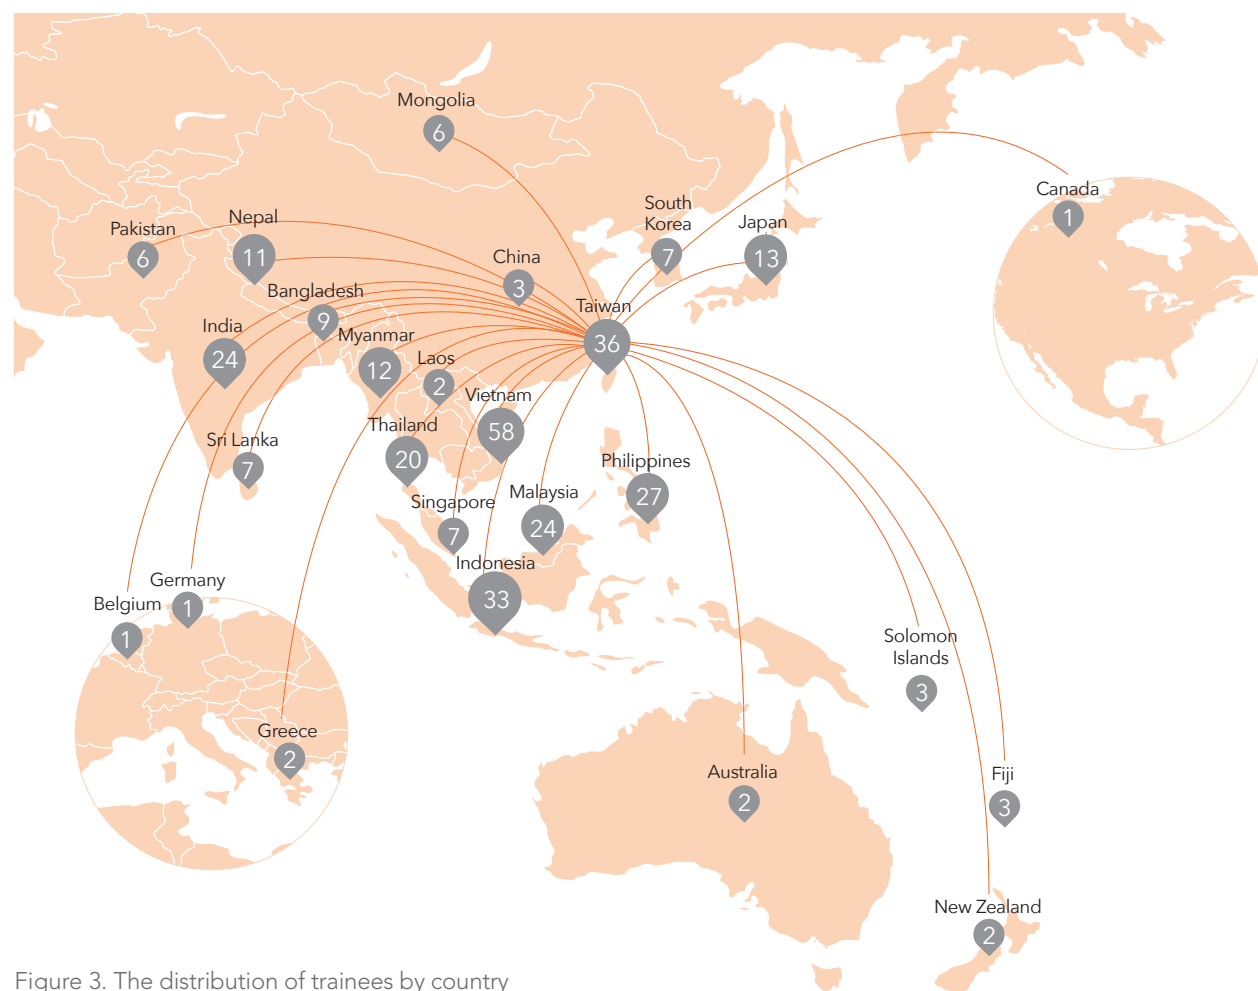 Mongolia
6
Canada
1
South
Korea
7
Japan
13
Nepal
11
Pakistan
6
China
3
Bangladesh
9
Taiwan
36
India
24
Myanmar
12
Laos
2
Vietnam
58
Thailand
20
Sri Lanka
7
Philippines
27
Singapore
7
Malaysia
24
Indonesia
33
Germany
1
Belgium
1
Solomon
Islands
3
Greece
2
Australia
2
Fiji
3
New Zealand
2
Figure 3. The distribution of trainees by country